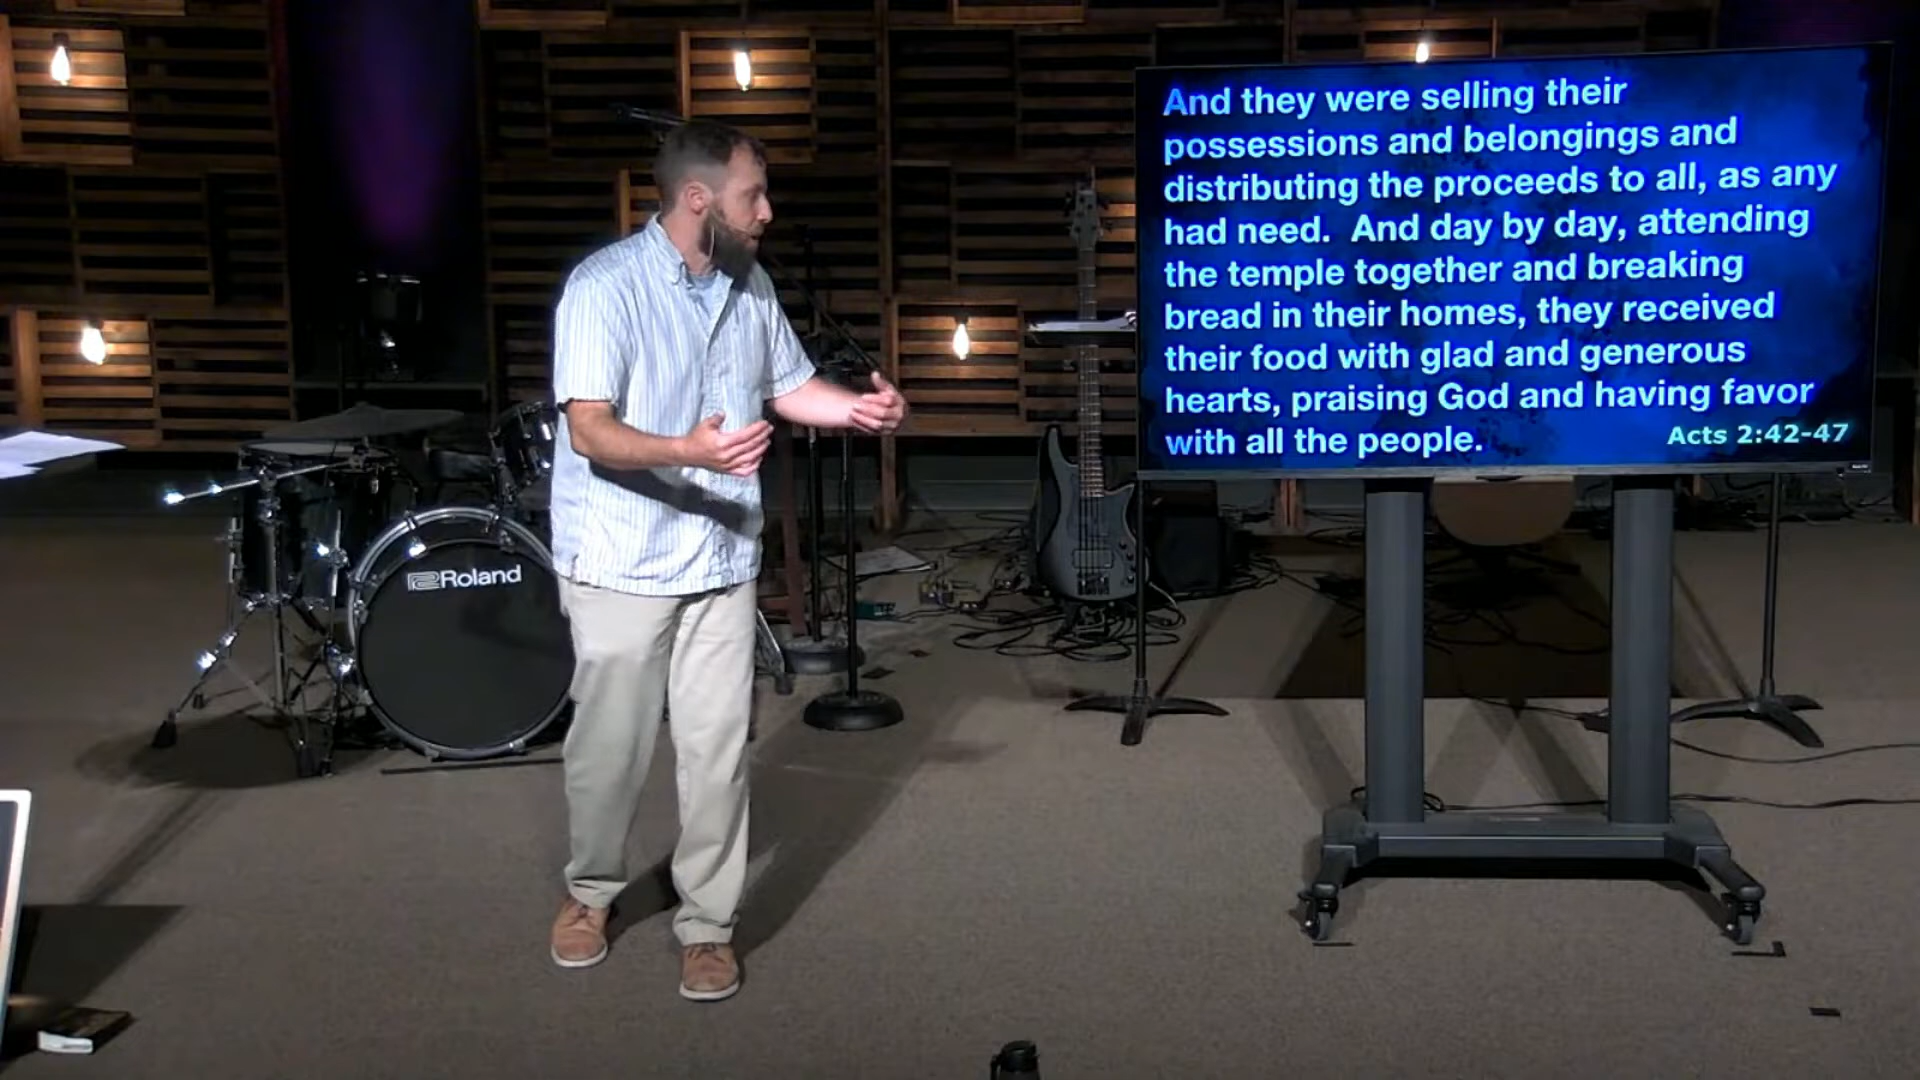 And they were selling their
possessions and belongings and
distributing the proceeds to all, as any
had need.  And day by day, attending
the temple together and breaking
bread in their homes, they received
their food with glad and generous
hearts, praising God and having favor
with all the people.
Acts 2:42-47
Roland